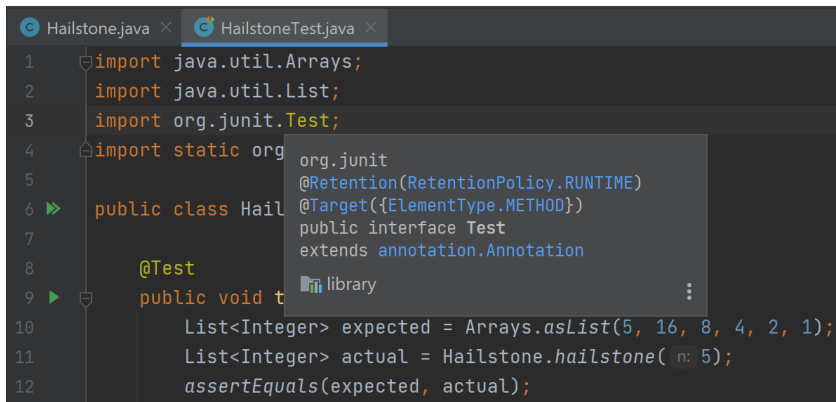 Hailstone.java HailstoneTest.java
1 import java.util.Arrays;
2 import java.util.List;
3 import org.junit.Test;
4 import static org
org.junit
@Retention(RetentionPolicy.RUNTIME)
@Target({ElementType.METHOD})
public interface Test
extends annotation.Annotation
library
5
6 public class Hail
7
8 @Test
9 public void t
10 List<Integer> expected = Arrays.asList(5, 16, 8, 4, 2, 1);
11 List<Integer> actual = Hailstone.hailstone( n: 5);
12 assertEquals(expected, actual);